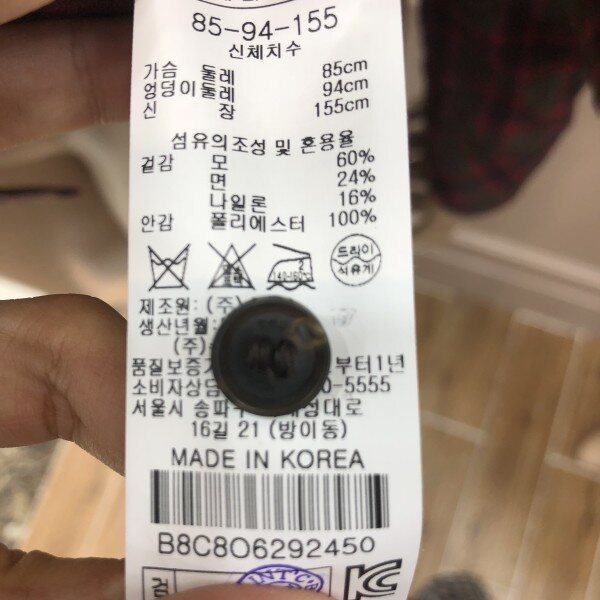 85-94-155
신체치수
가슴 둘레 85cm
엉덩이둘레 94cm
신 장 155cm
섬유의조성 및 혼용율
겉감 모 60%
면 24%
나일론 16%
안감 폴리에스터 100%
드라이
석유계
2
140-160℃
제조원: (주)
생산년월:
(주)
품질보증 부터1년
소비자상담 0-5555
서울시 송파구 대로
16길 21 (방이동)
MADE IN KOREA
B8C8O6292450
검
INT'C